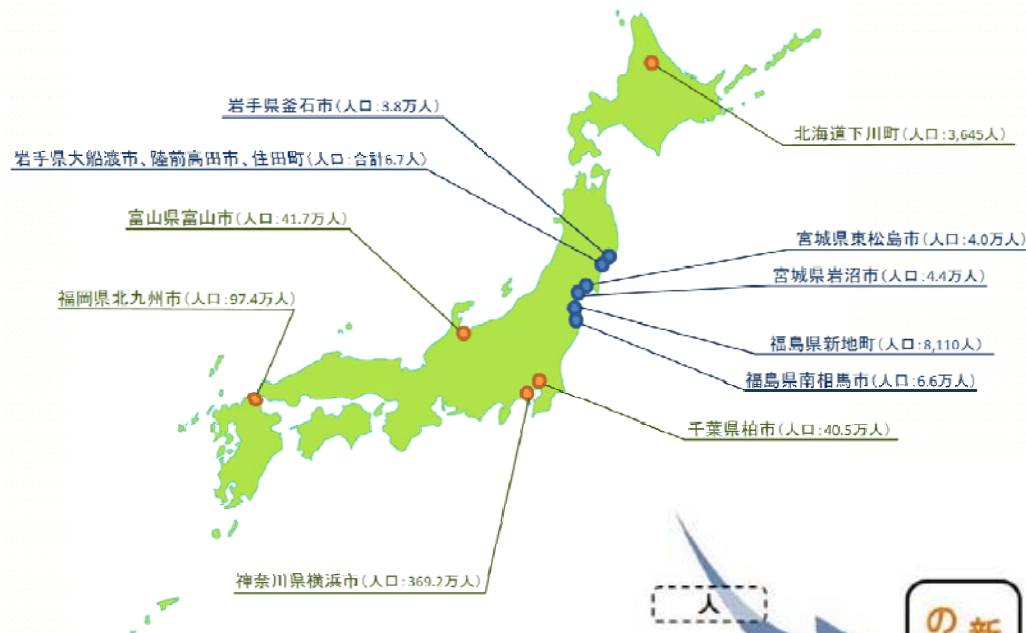 岩手県釜石市(人口:3.8万人)
北海道下川町(人口:3,645人)
岩手県大船渡市、陸前高田市、住田町(人口:合計6.7万人)
富山県富山市(人口:41.7万人)
宮城県東松島市(人口:4.0万人)
宮城県岩沼市(人口:4.4万人)
福岡県北九州市(人口:97.4万人)
福島県新地町(人口:8,110人)
福島県南相馬市(人口:6.6万人)
千葉県柏市(人口:40.5万人)
神奈川県横浜市(人口:369.2万人)
人
新
の